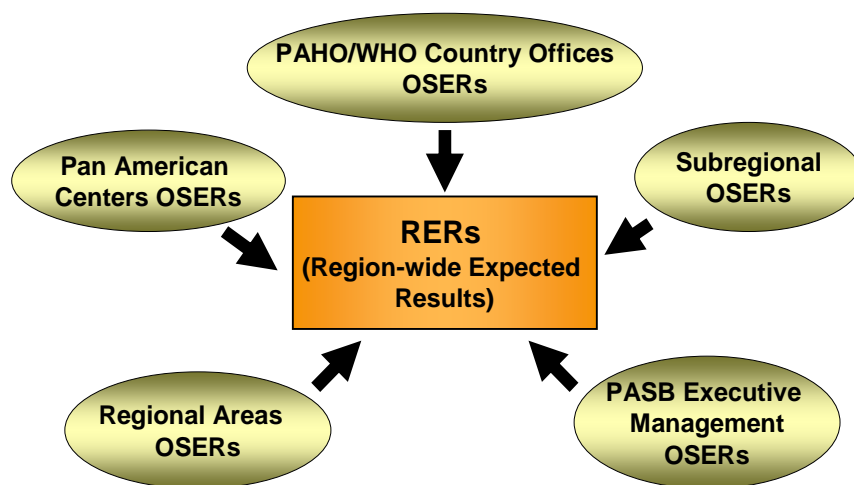 PAHO/WHO Country Offices
OSERs
Pan American
Centers OSERs
Subregional
OSERs
RERs
(Region-wide Expected
Results)
Regional Areas
OSERs
PASB Executive
Management
OSERs